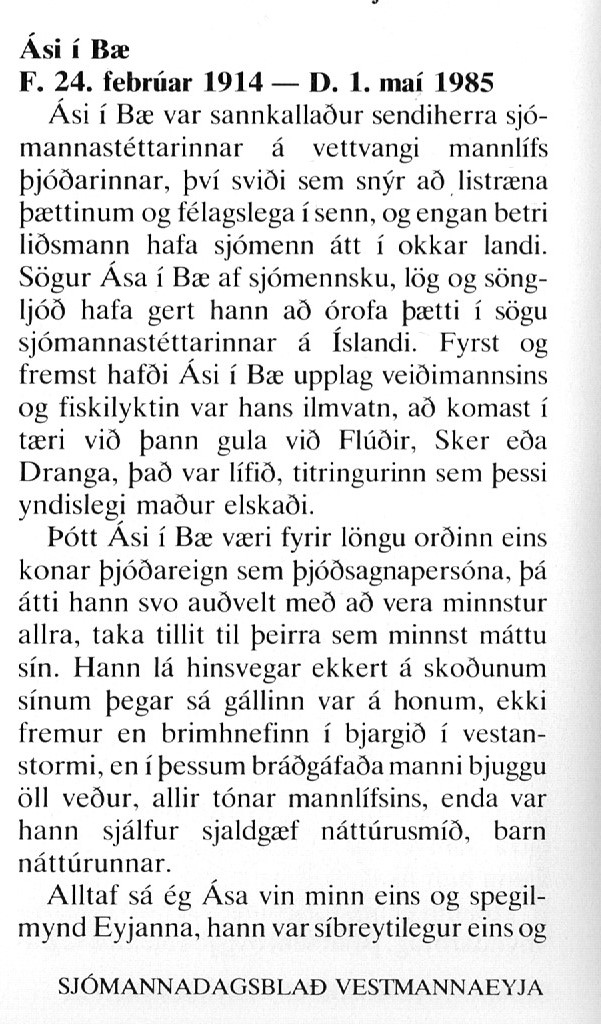 Ási í Bæ
F. 24. febrúar 1914 — D. 1. maí 1985
Ási í Bæ var sannkallaður sendiherra sjó-
mannastéttarinnar á vettvangi mannlífs
þjóðarinnar, því sviði sem snýr að listræna
þættinum og félagslega í senn, og engan betri
liðsmann hafa sjómenn átt í okkar landi.
Sögur Ása í Bæ af sjómennsku, lög og söng-
ljóð hafa gert hann að órofa þætti í sögu
sjómannastéttarinnar á Íslandi. Fyrst og
fremst hafði Ási í Bæ upplag veiðimannsins
og fiskilyktin var hans ilmvatn, að komast í
tæri við þann gula við Flúðir, Sker eða
Dranga, það var lífið, titringurinn sem þessi
yndislegi maður elskaði.
Þótt Ási í Bæ væri fyrir löngu orðinn eins
konar þjóðareign sem þjóðsagnapersóna, þá
átti hann svo auðvelt með að vera minnstur
allra, taka tillit til þeirra sem minnst máttu
sín. Hann lá hinsvegar ekkert á skoðunum
sínum þegar sá gállinn var á honum, ekki
fremur en brimhnefinn í bjargið í vestan-
stormi, en í þessum bráðgáfaða manni bjuggu
öll veður, allir tónar mannlífsins, enda var
hann sjálfur sjaldgæf náttúrusmíð, barn
náttúrunnar.
Alltaf sá ég Ása vin minn eins og spegil-
mynd Eyjanna, hann var síbreytilegur eins og
SJÓMANNADAGSBLAÐ VESTMANNAEYJA